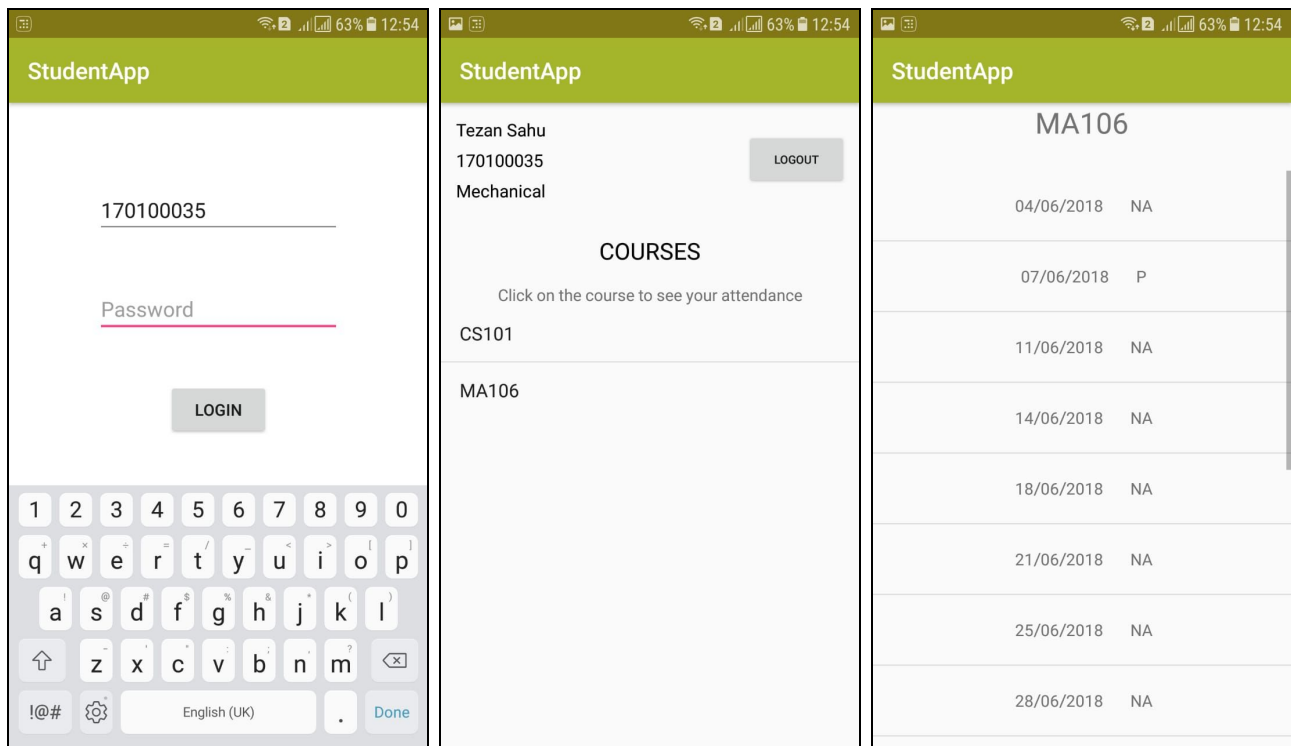 63% 12:54
StudentApp
170100035
Password
LOGIN
1 2 3 4 5 6 7 8 9 0
q w e r t y u i o p
a s d f g h j k l
z x c v b n m
!@# English (UK) . Done
2 63% 12:54
StudentApp
Tezan Sahu
170100035
LOGOUT
Mechanical
COURSES
Click on the course to see your attendance
CS101
MA106
2 63% 12:54
StudentApp
MA106
04/06/2018 NA
07/06/2018 P
11/06/2018 NA
14/06/2018 NA
18/06/2018 NA
21/06/2018 NA
25/06/2018 NA
28/06/2018 NA